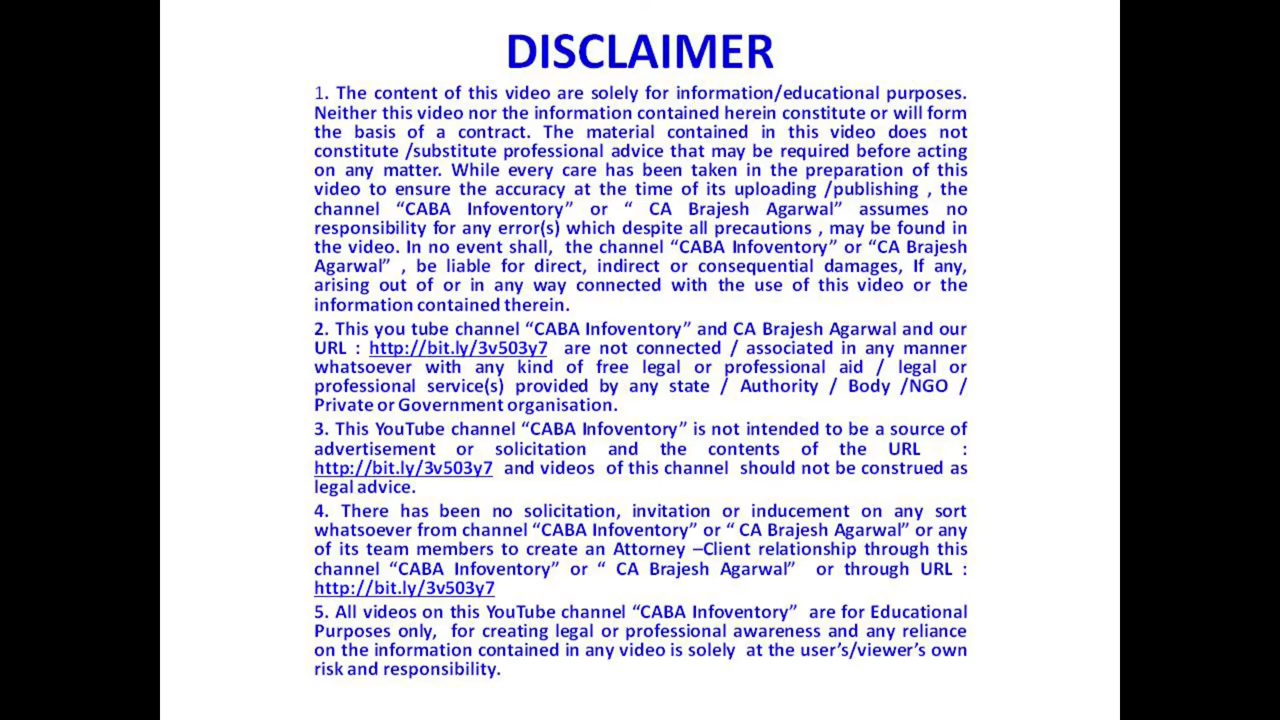 DISCLAIMER
1. The content of this video are solely for information/educational purposes.
Neither this video nor the information contained herein constitute or will form
the basis of a contract. The material contained in this video does not
constitute /substitute professional advice that may be required before acting
on any matter. While every care has been taken in the preparation of this
video to ensure the accuracy at the time of its uploading /publishing , the
channel “CABA Infoventory” or “ CA Brajesh Agarwal” assumes no
responsibility for any error(s) which despite all precautions , may be found in
the video. In no event shall, the channel “CABA Infoventory” or “CA Brajesh
Agarwal” , be liable for direct, indirect or consequential damages, If any,
arising out of or in any way connected with the use of this video or the
information contained therein.
2. This you tube channel “CABA Infoventory” and CA Brajesh Agarwal and our
URL : http://bit.ly/3v503y7 are not connected / associated in any manner
whatsoever with any kind of free legal or professional aid / legal or
professional service(s) provided by any state / Authority / Body /NGO /
Private or Government organisation.
3. This YouTube channel “CABA Infoventory” is not intended to be a source of
advertisement or solicitation and the contents of the URL :
http://bit.ly/3v503y7 and videos of this channel should not be construed as
legal advice.
4. There has been no solicitation, invitation or inducement on any sort
whatsoever from channel “CABA Infoventory” or “ CA Brajesh Agarwal” or any
of its team members to create an Attorney –Client relationship through this
channel “CABA Infoventory” or “ CA Brajesh Agarwal” or through URL :
http://bit.ly/3v503y7
5. All videos on this YouTube channel “CABA Infoventory” are for Educational
Purposes only, for creating legal or professional awareness and any reliance
on the information contained in any video is solely at the user’s/viewer’s own
risk and responsibility.